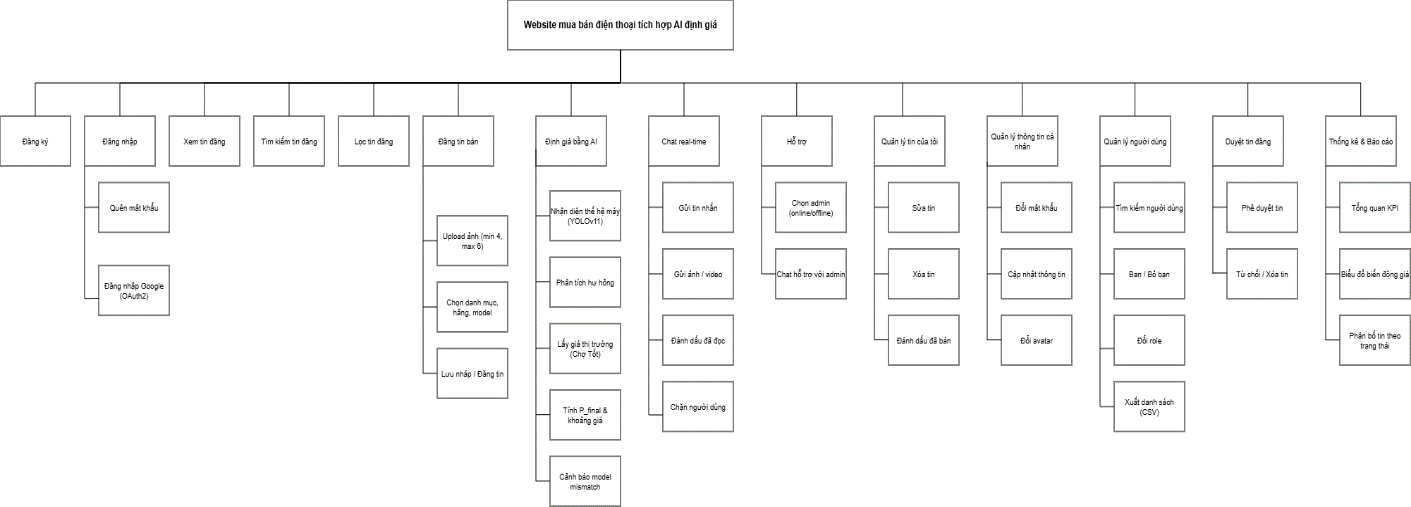 Website mua bán điện thoại tích hợp AI định giá
Đăng ký
Đăng nhập
Xem tin đăng
Tìm kiếm tin đăng
Lọc tin đăng
Đăng tin bán
Định giá bằng AI
Chat real-time
Hỗ trợ
Quản lý tin của tôi
Quản lý thông tin cá
nhân
Quản lý người dùng
Duyệt tin đăng
Thống kê & Báo cáo
Quên mật khẩu
Đăng nhập Google
(OAuth2)
Upload ảnh (min 4,
max 6)
Chọn danh mục,
hãng, model
Lưu nháp / Đăng tin
Nhận diện thế hệ máy
(YOLOv11)
Phân tích hư hỏng
Lấy giá thị trường
(Chợ Tốt)
Tính P_final &
khoảng giá
Cảnh báo model
mismatch
Gửi tin nhắn
Gửi ảnh / video
Đánh dấu đã đọc
Chặn người dùng
Chọn admin
(online/offline)
Chat hỗ trợ với admin
Sửa tin
Xóa tin
Đánh dấu đã bán
Đổi mật khẩu
Cập nhật thông tin
Đổi avatar
Tìm kiếm người dùng
Ban / Bỏ ban
Đổi role
Xuất danh sách
(CSV)
Phê duyệt tin
Từ chối / Xóa tin
Tổng quan KPI
Biểu đồ biến động giá
Phân bố tin theo
trạng thái